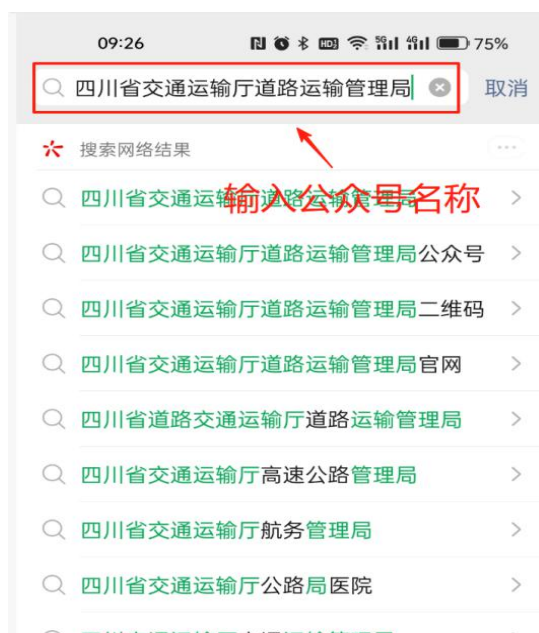 09:26 HD 5G 4G 75%
四川省交通运输厅道路运输管理局 取消
搜索网络结果
四川省交通运输厅道路运输管理局
输入公众号名称
四川省交通运输厅道路运输管理局公众号
四川省交通运输厅道路运输管理局二维码
四川省交通运输厅道路运输管理局官网
四川省道路交通运输厅道路运输管理局
四川省交通运输厅高速公路管理局
四川省交通运输厅航务管理局
四川省交通运输厅公路局医院